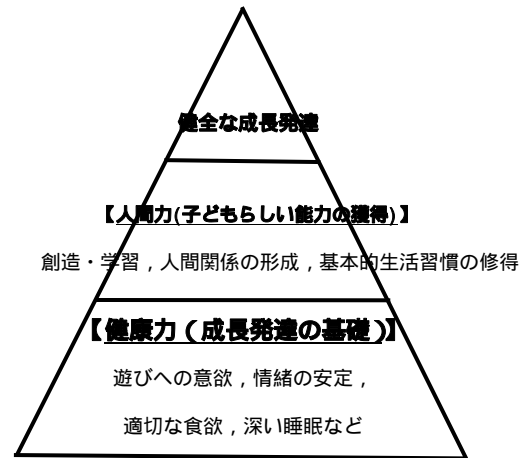 健全な成長発達
【人間力(子どもらしい能力の獲得)】
創造・学習，人間関係の形成，基本的生活習慣の修得
【健康力（成長発達の基礎）】
遊びへの意欲，情緒の安定，
適切な食欲，深い睡眠など